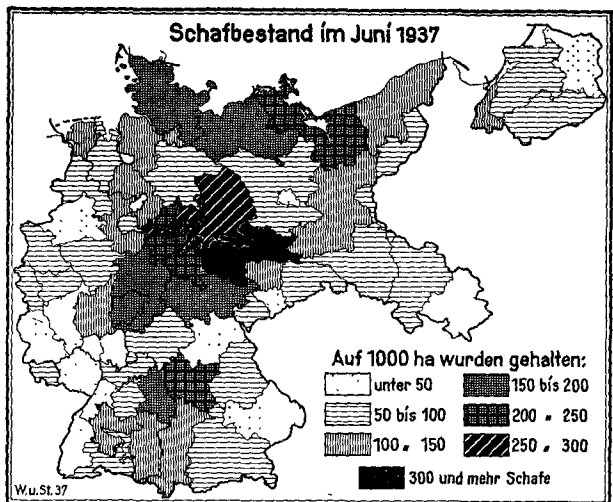 Schafbestand im Juni 1937
Auf 1000 ha wurden gehalten:
unter 50
50 bis 100
100 „ 150
150 bis 200
200 „ 250
250 „ 300
300 und mehr Schafe
W.u.St.37